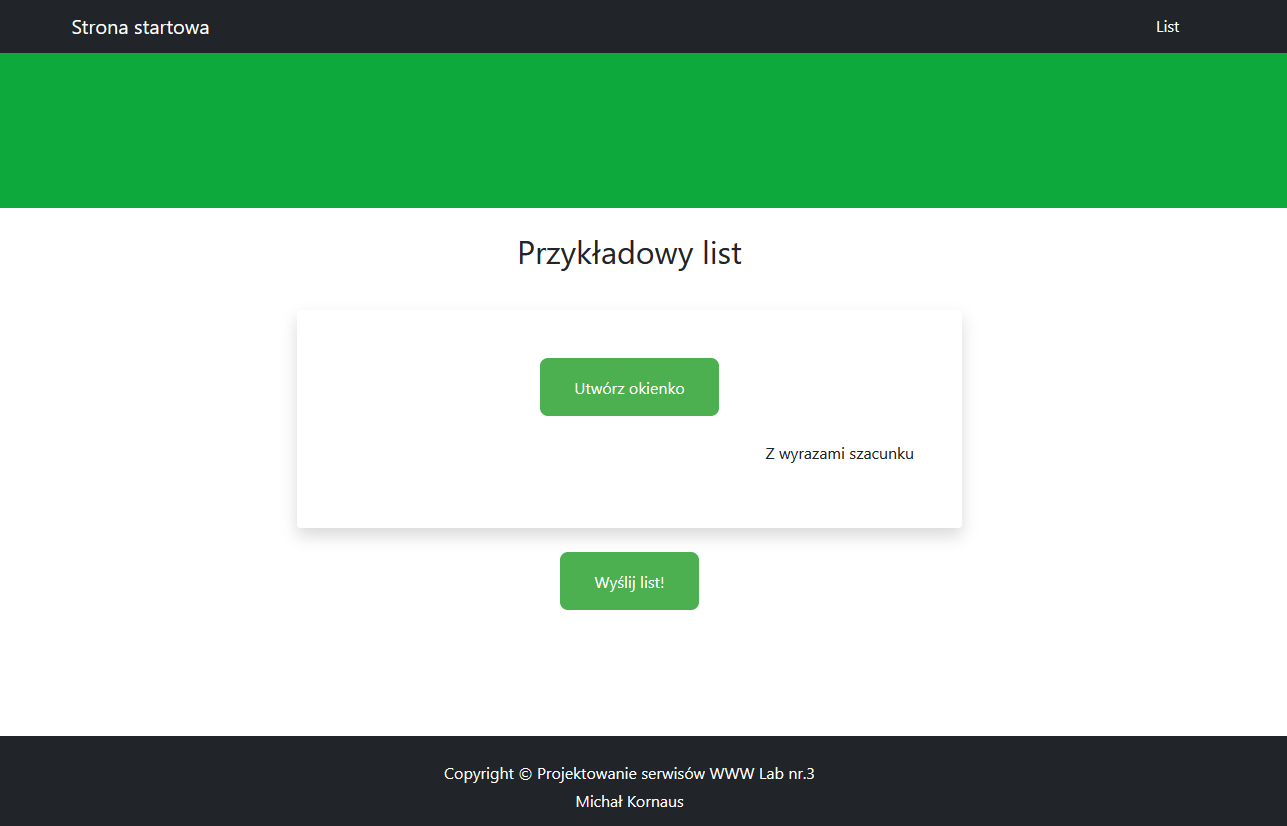 Strona startowa
List
Przykładowy list
Utwórz okienko
Z wyrazami szacunku
Wyślij list!
Copyright © Projektowanie serwisów WWW Lab nr.3
Michał Kornaus